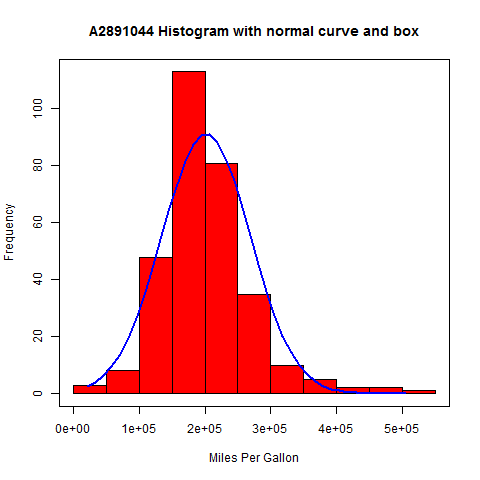 A2891044 Histogram with normal curve and box
Frequency
100
80
60
40
20
0
0e+00 1e+05 2e+05 3e+05 4e+05 5e+05
Miles Per Gallon